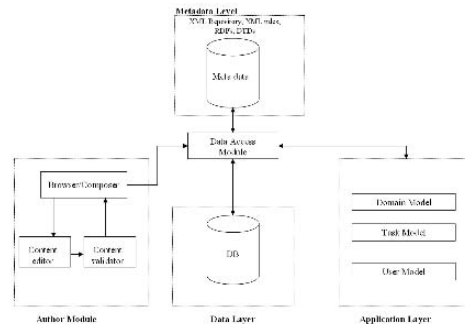 Metadata Level
XML Repository, XML rules,
RDFs, DTDs
Meta data
Data Access
Module
Browser/Composer
Content
editor
Content
validator
DB
Domain Model
Task Model
User Model
Author Module
Data Layer
Application Layer